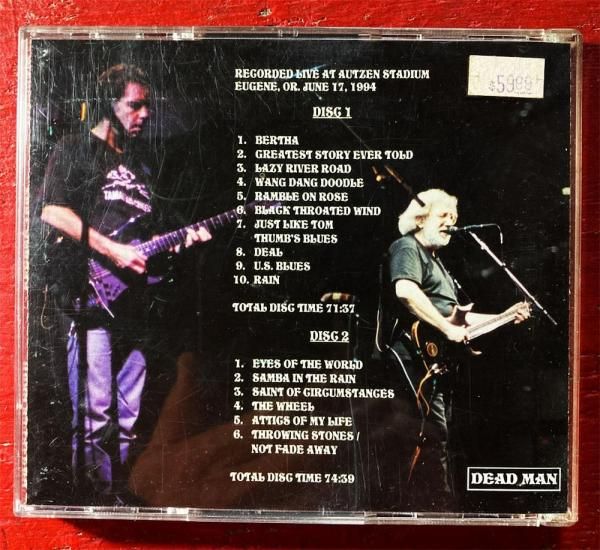 RECORDED LIVE AT AUTZEN STADIUM
EUGENE, OR. JUNE 17, 1994
DISC 1
1. BERTHA
2. GREATEST STORY EVER TOLD
3. LAZY RIVER ROAD
4. WANG DANG DOODLE
5. RAMBLE ON ROSE
6. BLACK THROATED WIND
7. JUST LIKE TOM
THUMB'S BLUES
8. DEAL
9. U.S. BLUES
10. RAIN
TOTAL DISC TIME 71:37
DISC 2
1. EYES OF THE WORLD
2. SAMBA IN THE RAIN
3. SAINT OF CIRCUMSTANCES
4. THE WHEEL
5. ATTICS OF MY LIFE
6. THROWING STONES /
NOT FADE AWAY
TOTAL DISC TIME 74:39
DEAD MAN
$59.99
TAMA